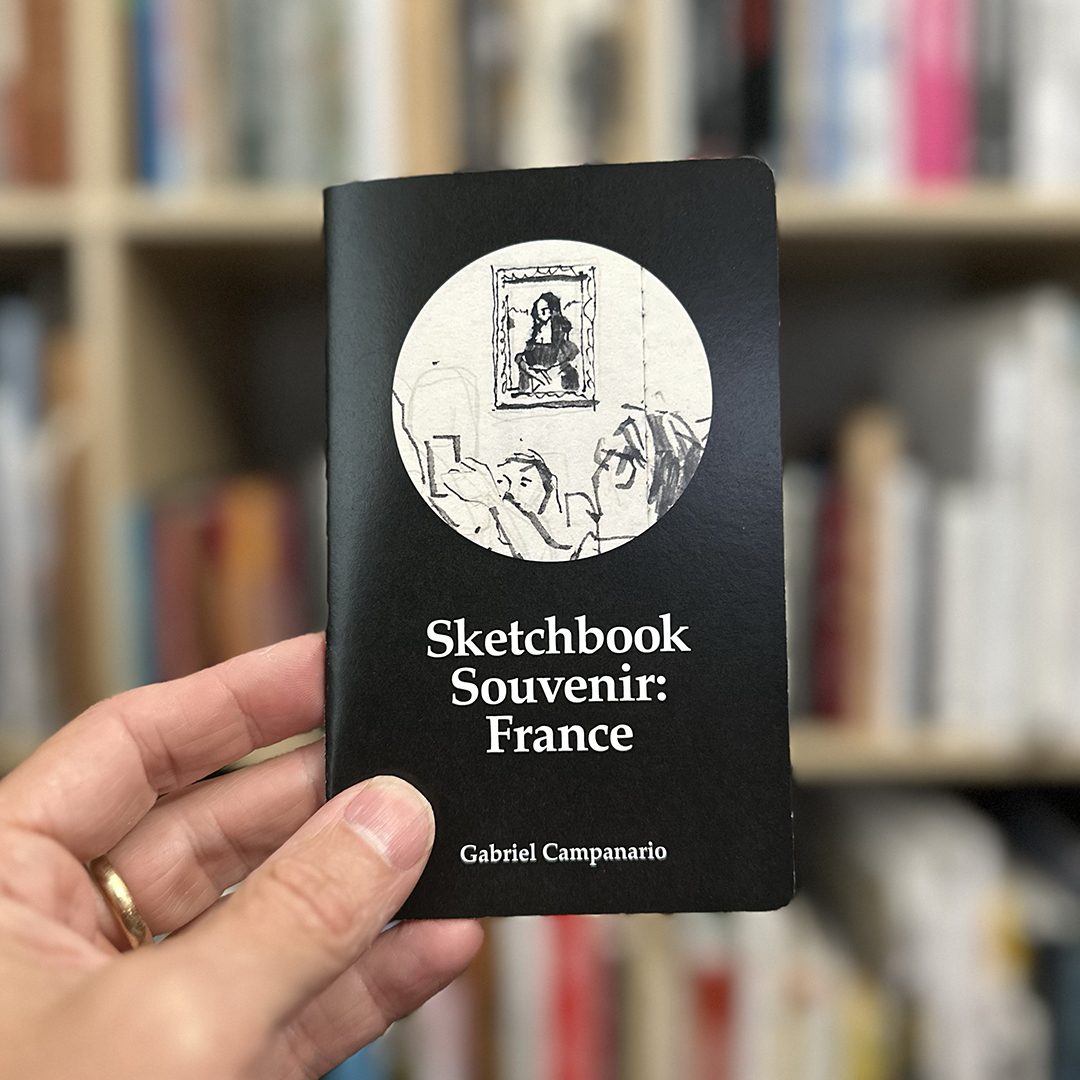 Sketchbook
Souvenir:
France
Gabriel Campanario